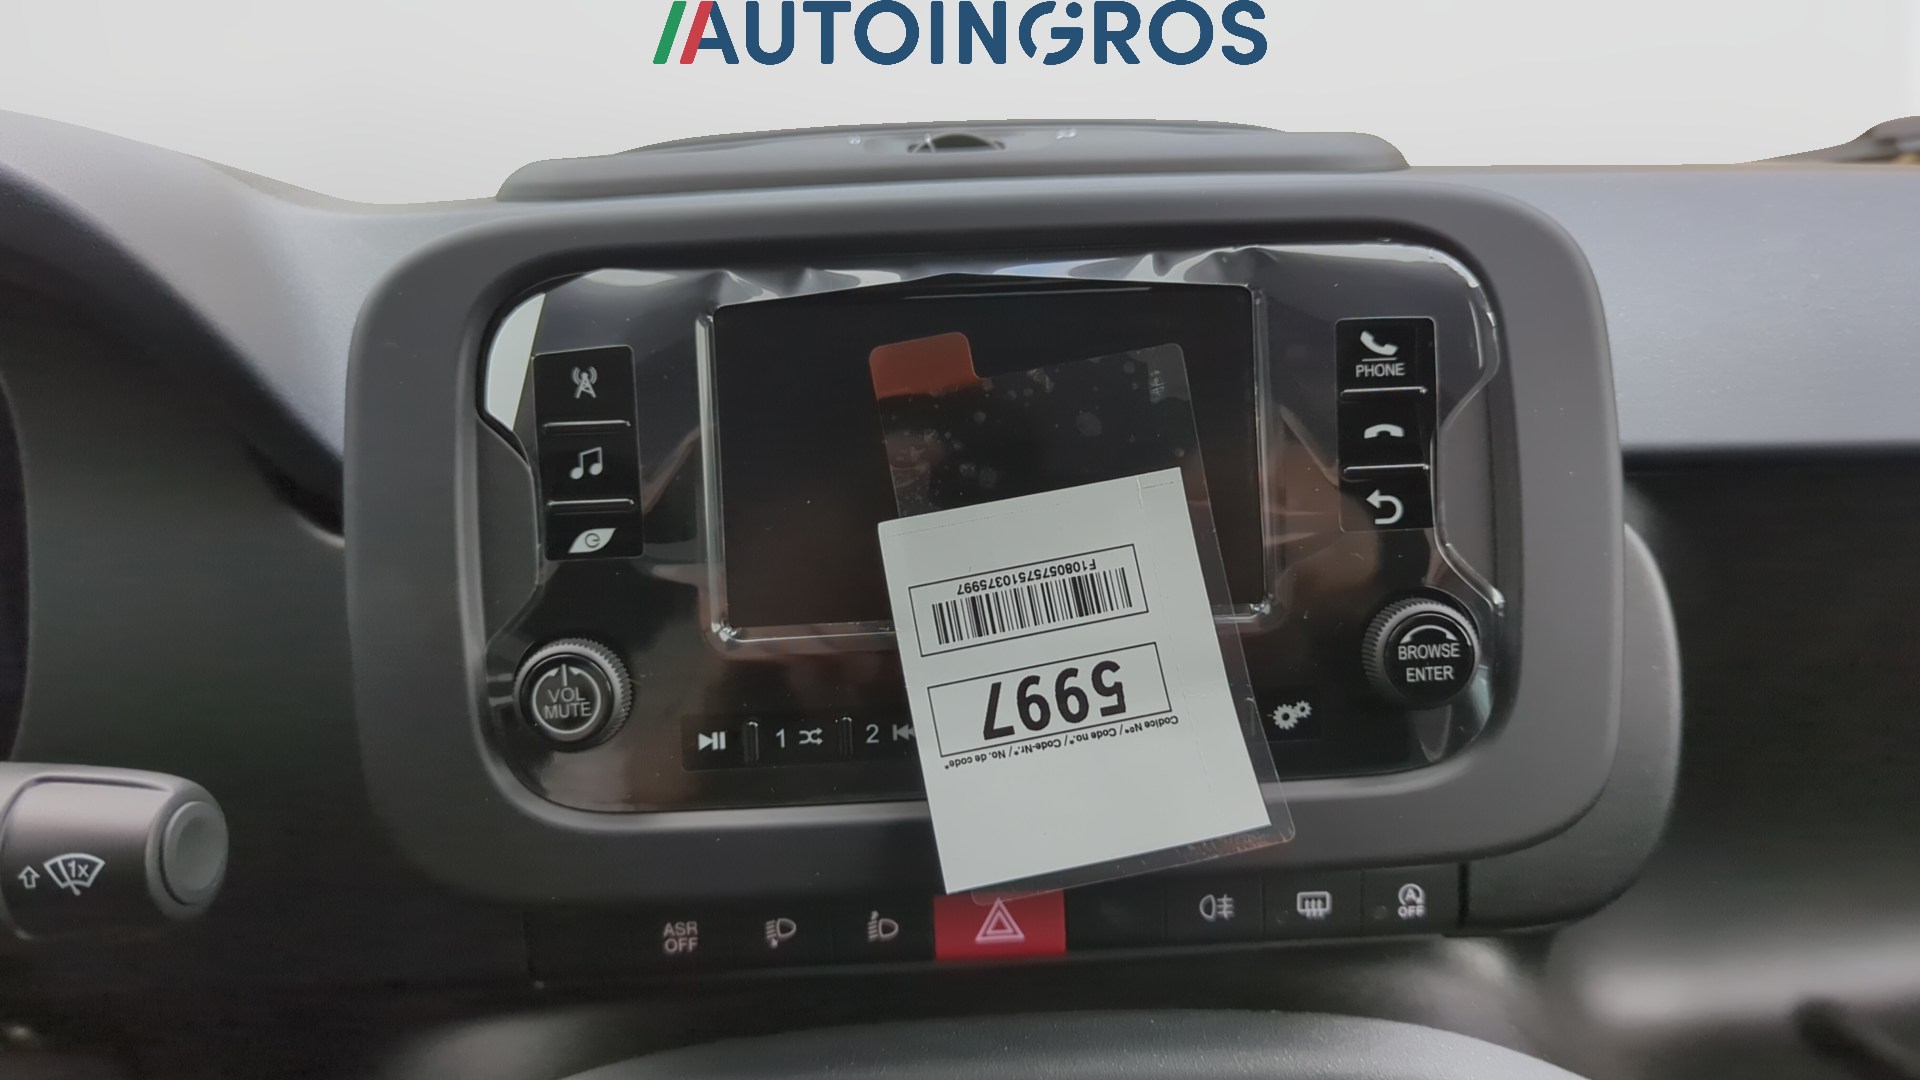 AUTOINGROS
PHONE
VOL
MUTE
BROWSE
ENTER
1
2
F10805757510375997
5997
Codice N°* / Code no.* / Code-Nr.* / No. de code*
1x
ASR
OFF
A
OFF